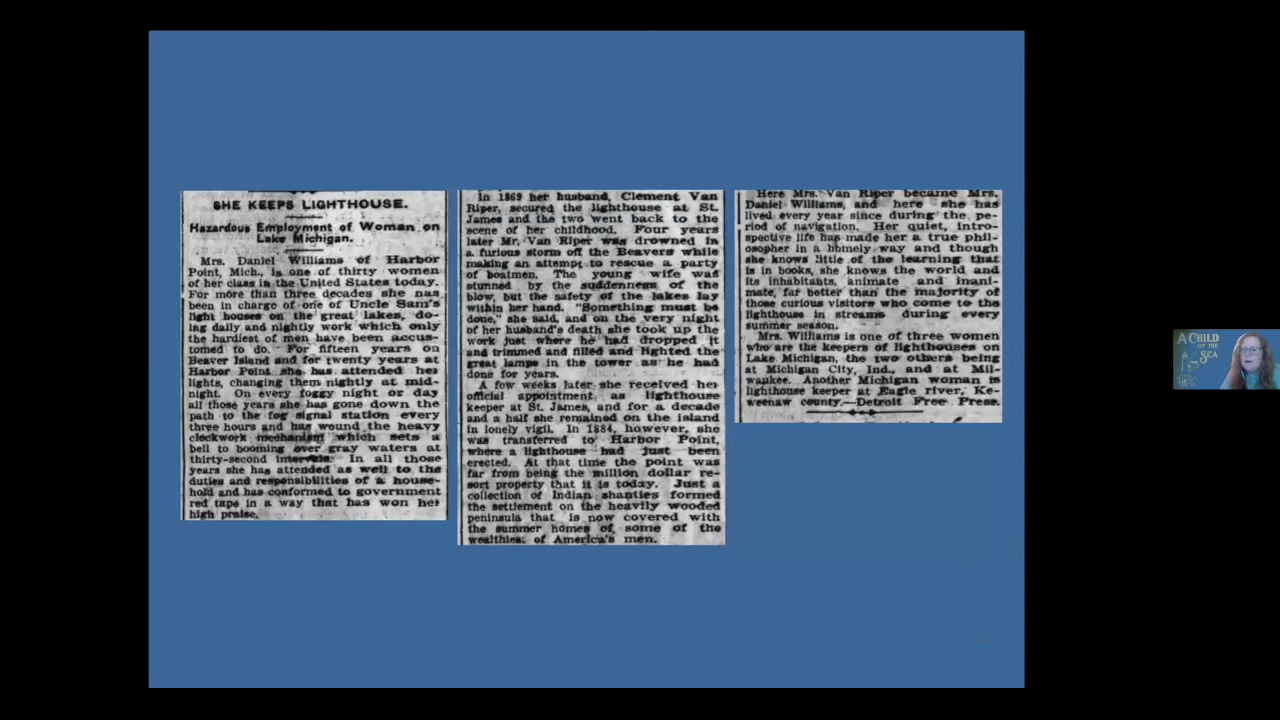 SHE KEEPS LIGHTHOUSE.
Hazardous Employment of Woman on
Lake Michigan.
Mrs. Daniel Williams of Harbor
Point, Mich., is one of thirty women
of her class in the United States today.
For more than three decades she has
been in charge of one of Uncle Sam's
light houses on the great lakes, do-
ing daily and nightly work which only
the hardiest of men have been accus-
tomed to do. For fifteen years on
Beaver Island and for twenty years at
Harbor Point she has attended her
lights, changing them nightly at mid-
night. On every foggy night or day
all those years she has gone down the
path to the fog signal station every
three hours and has wound the heavy
clockwork mechanism which sets a
bell to booming over gray waters at
thirty-second intervals. In all those
years she has attended as well to the
duties and responsibilities of a house-
hold and has conformed to government
red tape in a way that has won her
high praise.
In 1869 her husband, Clement Van
Riper, secured the lighthouse at St.
James and the two went back to the
scene of her childhood. Four years
later Mr. Van Riper was drowned in
a furious storm off the Beavers while
making an attempt to rescue a party
of boatmen. The young wife was
stunned by the suddenness of the
blow, but the safety of the lakes lay
within her hand. "Something must be
done," she said, and on the very night
of her husband's death she took up the
work just where he had dropped it
and trimmed and filled and lighted the
great lamps in the tower as he had
done for years.
A few weeks later she received her
official appointment as lighthouse
keeper at St. James, and for a decade
and a half she remained on the island
in lonely vigil. In 1884, however, she
was transferred to Harbor Point,
where a lighthouse had just been
erected. At that time the point was
far from being the million dollar re-
sort property that it is today. Just a
collection of Indian shanties formed
the settlement on the heavily wooded
peninsula that is now covered with
the summer homes of some of the
wealthiest of America's men.
Here Mrs. Van Riper became Mrs.
Daniel Williams, and here she has
lived every year since during the pe-
riod of navigation. Her quiet, intro-
spective life has made her a true phil-
osopher in a homely way and though
she knows little of the learning that
is in books, she knows the world and
its inhabitants, animate and inani-
mate, far better than the majority of
those curious visitors who come to the
lighthouse in streams during every
summer season.
Mrs. Williams is one of three women
who are the keepers of lighthouses on
Lake Michigan, the two others being
at Michigan City, Ind., and at Mil-
waukee. Another Michigan woman is
lighthouse keeper at Eagle river, Ke-
weenaw county.—Detroit Free Press.
A CHILD
OF THE
SEA